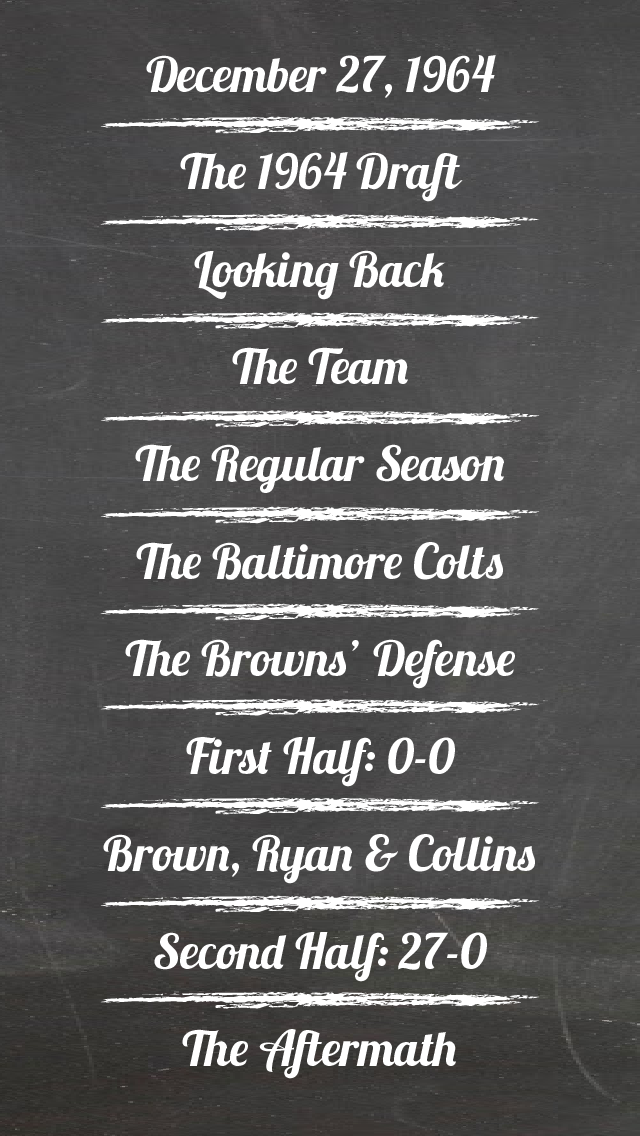 December 27, 1964
The 1964 Draft
Looking Back
The Team
The Regular Season
The Baltimore Colts
The Browns’ Defense
First Half: 0-0
Brown, Ryan & Collins
Second Half: 27-0
The Aftermath